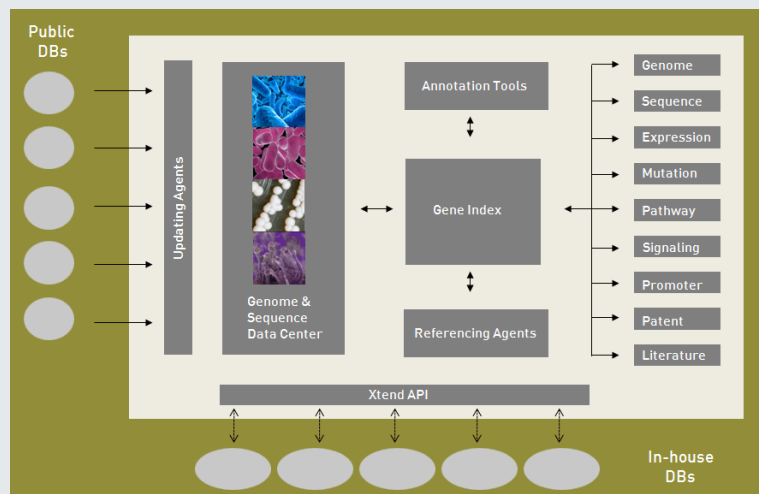 Public
DBs
Updating Agents
Genome &
Sequence
Data Center
Annotation Tools
Gene Index
Referencing Agents
Genome
Sequence
Expression
Mutation
Pathway
Signaling
Promoter
Patent
Literature
Xtend API
In-house
DBs